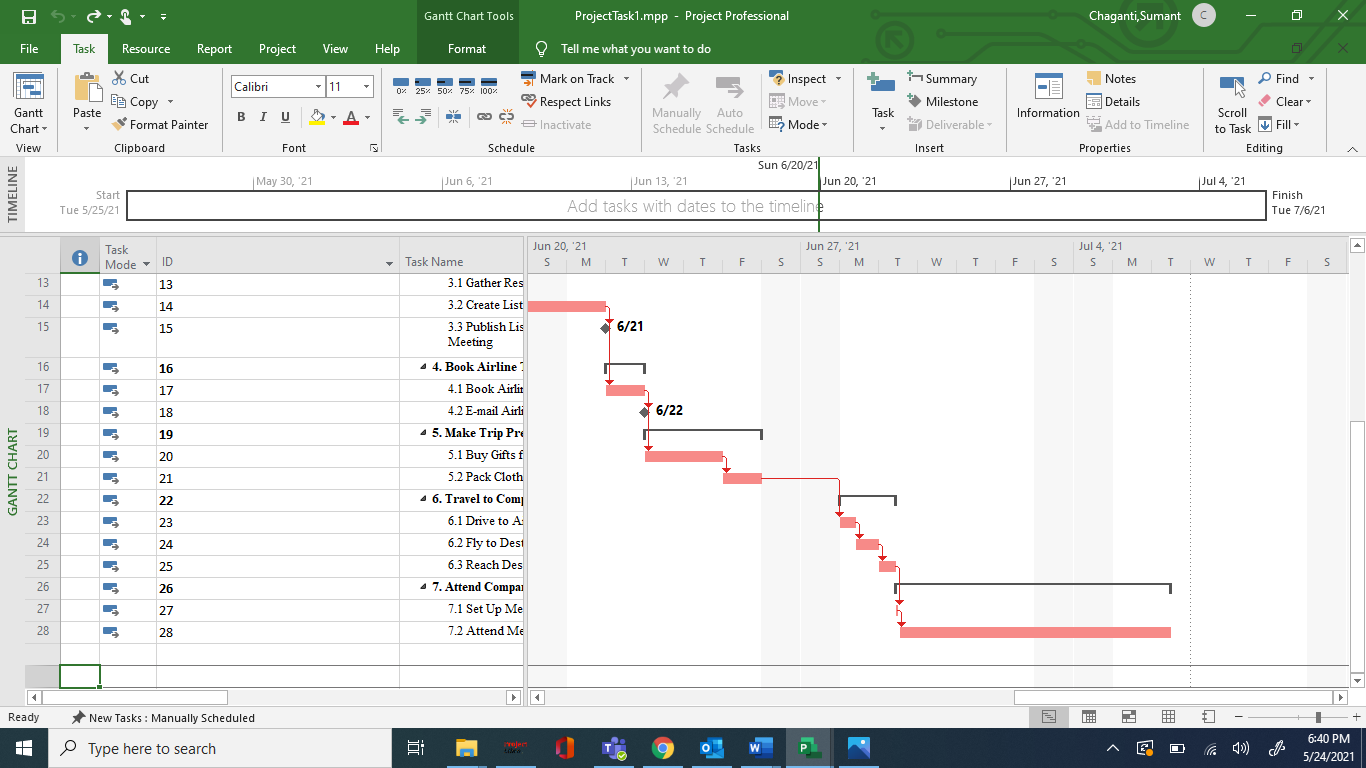 Gantt Chart Tools
ProjectTask1.mpp - Project Professional
Chaganti,Sumant
C
File Task Resource Report Project View Help Format Tell me what you want to do
Gantt Chart
View
Paste
Cut
Copy
Format Painter
Clipboard
Calibri 11
B I U A
Font
0% 25% 50% 75% 100%
Mark on Track
Respect Links
Inactivate
Schedule
Manually Schedule
Auto Schedule
Inspect
Move
Mode
Tasks
Task
Summary
Milestone
Deliverable
Insert
Information
Notes
Details
Add to Timeline
Properties
Scroll to Task
Find
Clear
Fill
Editing
TIMELINE
Sun 6/20/21
May 30, '21 Jun 6, '21 Jun 13, '21 Jun 20, '21 Jun 27, '21 Jul 4, '21
Start
Tue 5/25/21
Add tasks with dates to the timeline
Finish
Tue 7/6/21
GANTT CHART
Task Mode ID Task Name
Jun 20, '21 Jun 27, '21 Jul 4, '21
S M T W T F S S M T W T F S S M T W T F S
13 13 3.1 Gather Res
14 14 3.2 Create List
15 15 3.3 Publish Lis
Meeting
6/21
16 16 4. Book Airline T
17 17 4.1 Book Airlin
18 18 4.2 E-mail Airli
6/22
19 19 5. Make Trip Pre
20 20 5.1 Buy Gifts f
21 21 5.2 Pack Cloth
22 22 6. Travel to Comp
23 23 6.1 Drive to A
24 24 6.2 Fly to Dest
25 25 6.3 Reach Des
26 26 7. Attend Compa
27 27 7.1 Set Up Me
28 28 7.2 Attend Me
Ready New Tasks : Manually Scheduled
Type here to search
6:40 PM
5/24/2021